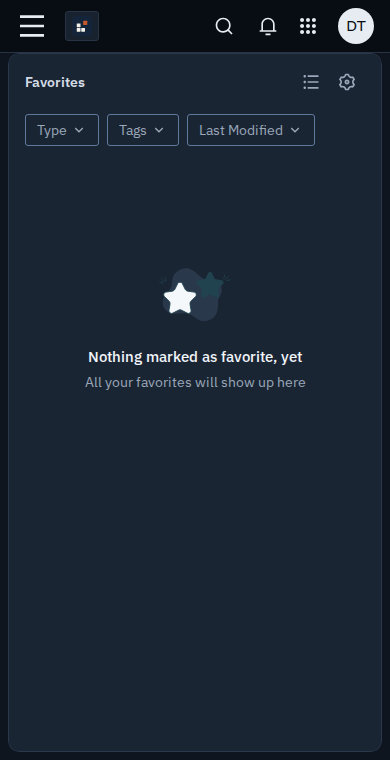 DT
Favorites
Type
Tags
Last Modified
Nothing marked as favorite, yet
All your favorites will show up here